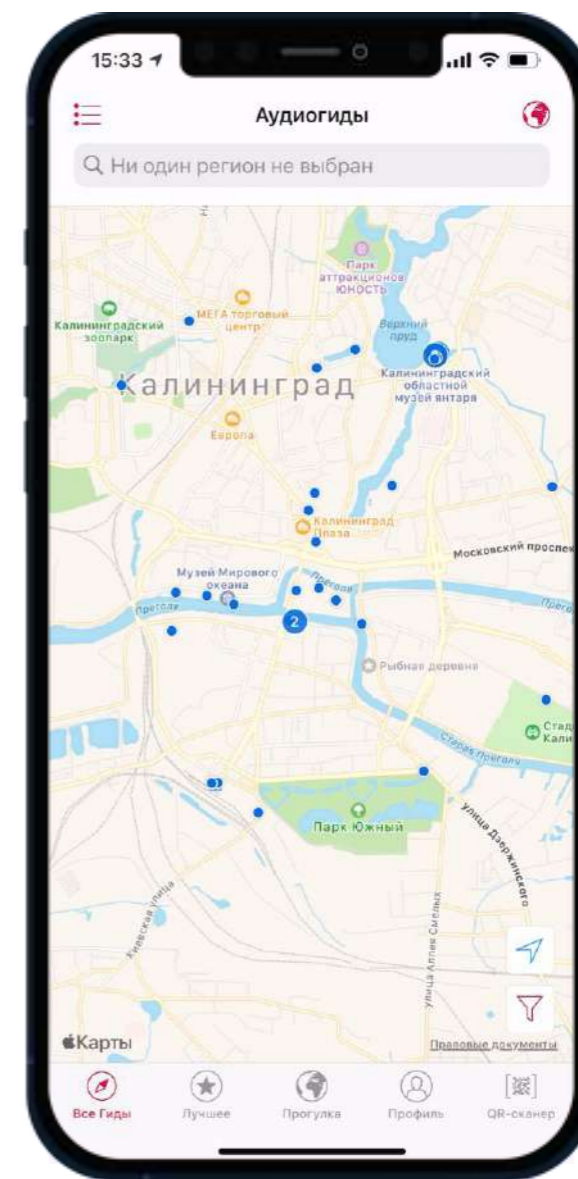 15:33
Аудиогиды
Ни один регион не выбран
Парк
аттракционов
ЮНОСТЬ
МЕГА торговый
центр
Калининградский
зоопарк
Верхний
пруд
Калининградский
областной
музей янтаря
Калининград
Европа
Калининград
Плаза
Московский проспек
Музей Мирового
океана
Преголя
Преголя
Прего
2
Рыбная деревня
Стад
Кали
Старая Преголя
Парк Южный
улица Дзержинского
Киевская улица
улица Аллея Смелых
Карты
Правовые документы
Все Гиды
Лучшее
Прогулка
Профиль
QR-сканер